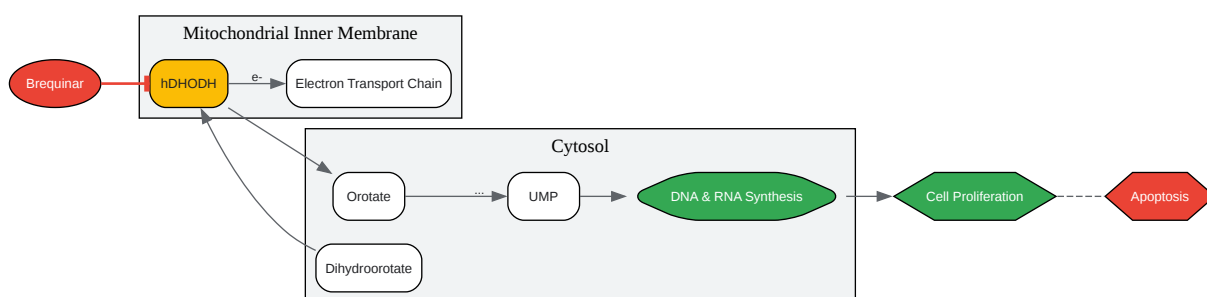 Mitochondrial Inner Membrane
Brequinar
hDHODH
e-
Electron Transport Chain
Cytosol
Orotate
...
UMP
DNA & RNA Synthesis
Cell Proliferation
Apoptosis
Dihydroorotate